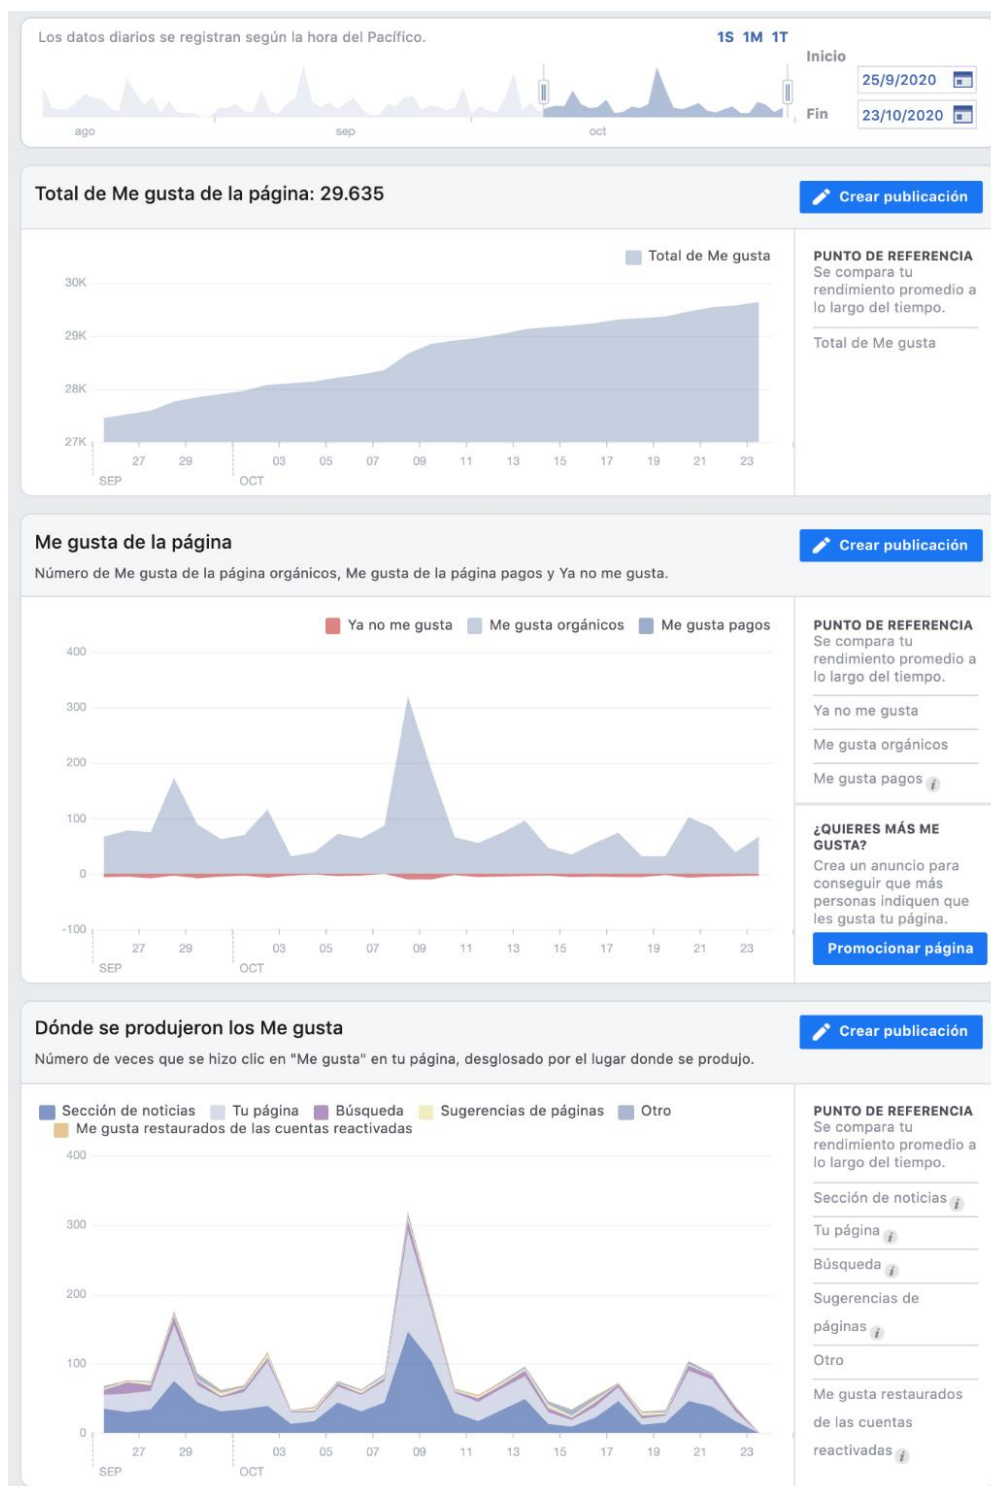 Los datos diarios se registran según la hora del Pacífico.
1S 1M 1T
Inicio
25/9/2020
Fin
23/10/2020
ago sep oct
Total de Me gusta de la página: 29.635
Crear publicación
Total de Me gusta
30K
29K
28K
27K
27 29 03 05 07 09 11 13 15 17 19 21 23
SEP OCT
PUNTO DE REFERENCIA
Se compara tu
rendimiento promedio a
lo largo del tiempo.
Total de Me gusta
Me gusta de la página
Número de Me gusta de la página orgánicos, Me gusta de la página pagos y Ya no me gusta.
Crear publicación
Ya no me gusta Me gusta orgánicos Me gusta pagos
400
300
200
100
0
-100
27 29 03 05 07 09 11 13 15 17 19 21 23
SEP OCT
PUNTO DE REFERENCIA
Se compara tu
rendimiento promedio a
lo largo del tiempo.
Ya no me gusta
Me gusta orgánicos
Me gusta pagos i
¿QUIERES MÁS ME
GUSTA?
Crea un anuncio para
conseguir que más
personas indiquen que
les gusta tu página.
Promocionar página
Dónde se produjeron los Me gusta
Número de veces que se hizo clic en "Me gusta" en tu página, desglosado por el lugar donde se produjo.
Crear publicación
Sección de noticias Tu página Búsqueda Sugerencias de páginas Otro
Me gusta restaurados de las cuentas reactivadas
400
300
200
100
0
27 29 03 05 07 09 11 13 15 17 19 21 23
SEP OCT
PUNTO DE REFERENCIA
Se compara tu
rendimiento promedio a
lo largo del tiempo.
Sección de noticias i
Tu página i
Búsqueda i
Sugerencias de
páginas i
Otro
Me gusta restaurados
de las cuentas
reactivadas i